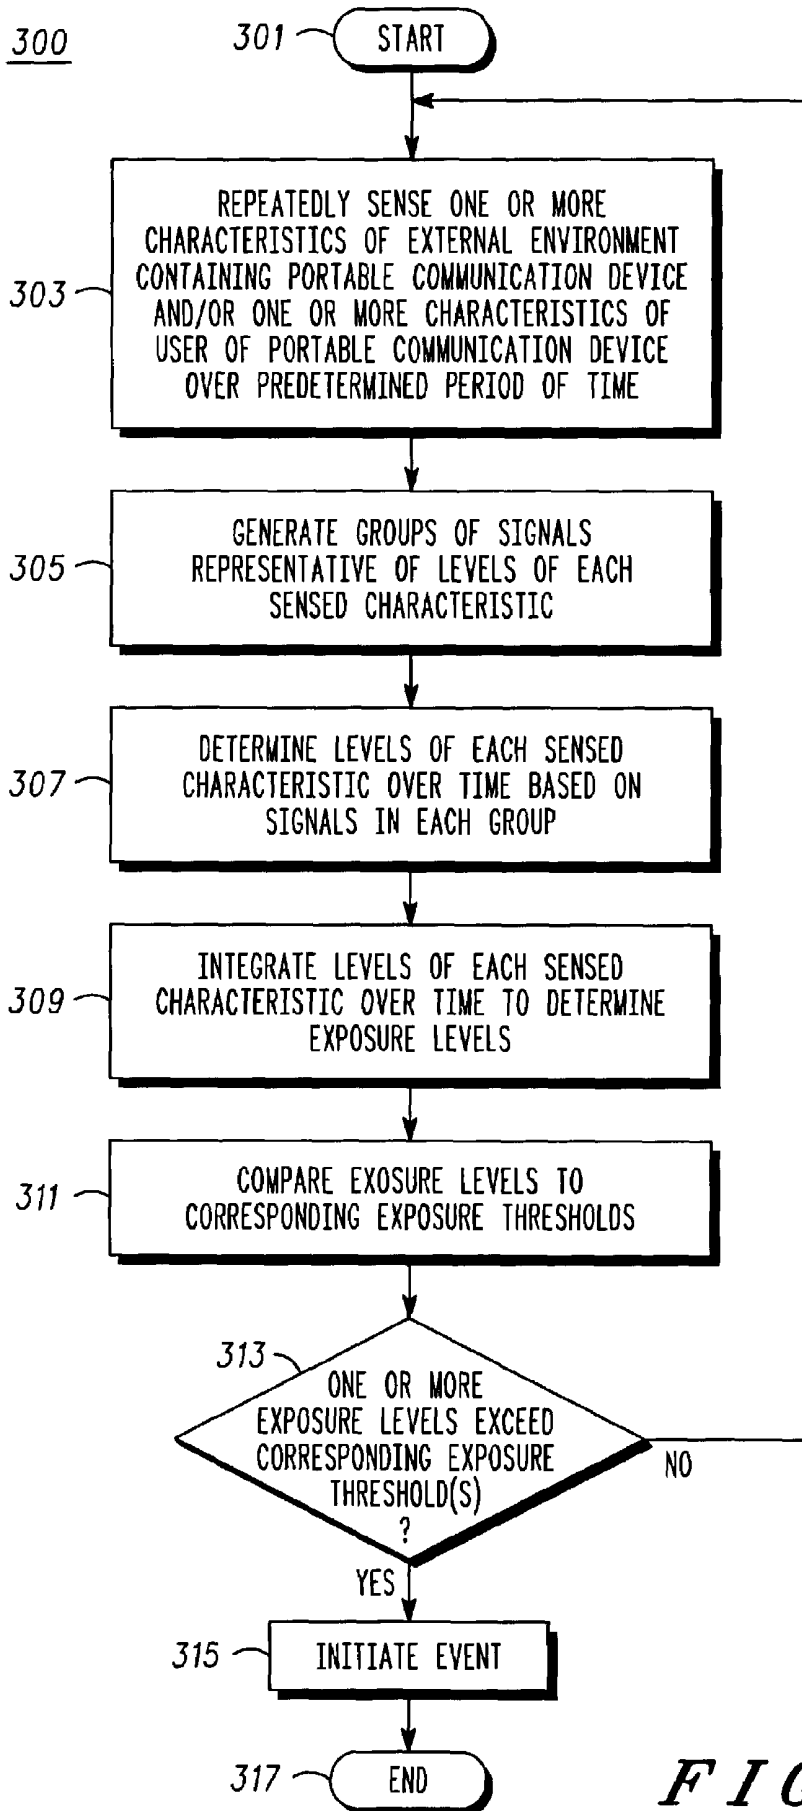 300
301
START
303
REPEATEDLY SENSE ONE OR MORE
CHARACTERISTICS OF EXTERNAL ENVIRONMENT
CONTAINING PORTABLE COMMUNICATION DEVICE
AND/OR ONE OR MORE CHARACTERISTICS OF
USER OF PORTABLE COMMUNICATION DEVICE
OVER PREDETERMINED PERIOD OF TIME
305
GENERATE GROUPS OF SIGNALS
REPRESENTATIVE OF LEVELS OF EACH
SENSED CHARACTERISTIC
307
DETERMINE LEVELS OF EACH SENSED
CHARACTERISTIC OVER TIME BASED ON
SIGNALS IN EACH GROUP
309
INTEGRATE LEVELS OF EACH SENSED
CHARACTERISTIC OVER TIME TO DETERMINE
EXPOSURE LEVELS
311
COMPARE EXOSURE LEVELS TO
CORRESPONDING EXPOSURE THRESHOLDS
313
ONE OR MORE
EXPOSURE LEVELS EXCEED
CORRESPONDING EXPOSURE
THRESHOLD(S)
?
NO
YES
315
INITIATE EVENT
317
END
FIG